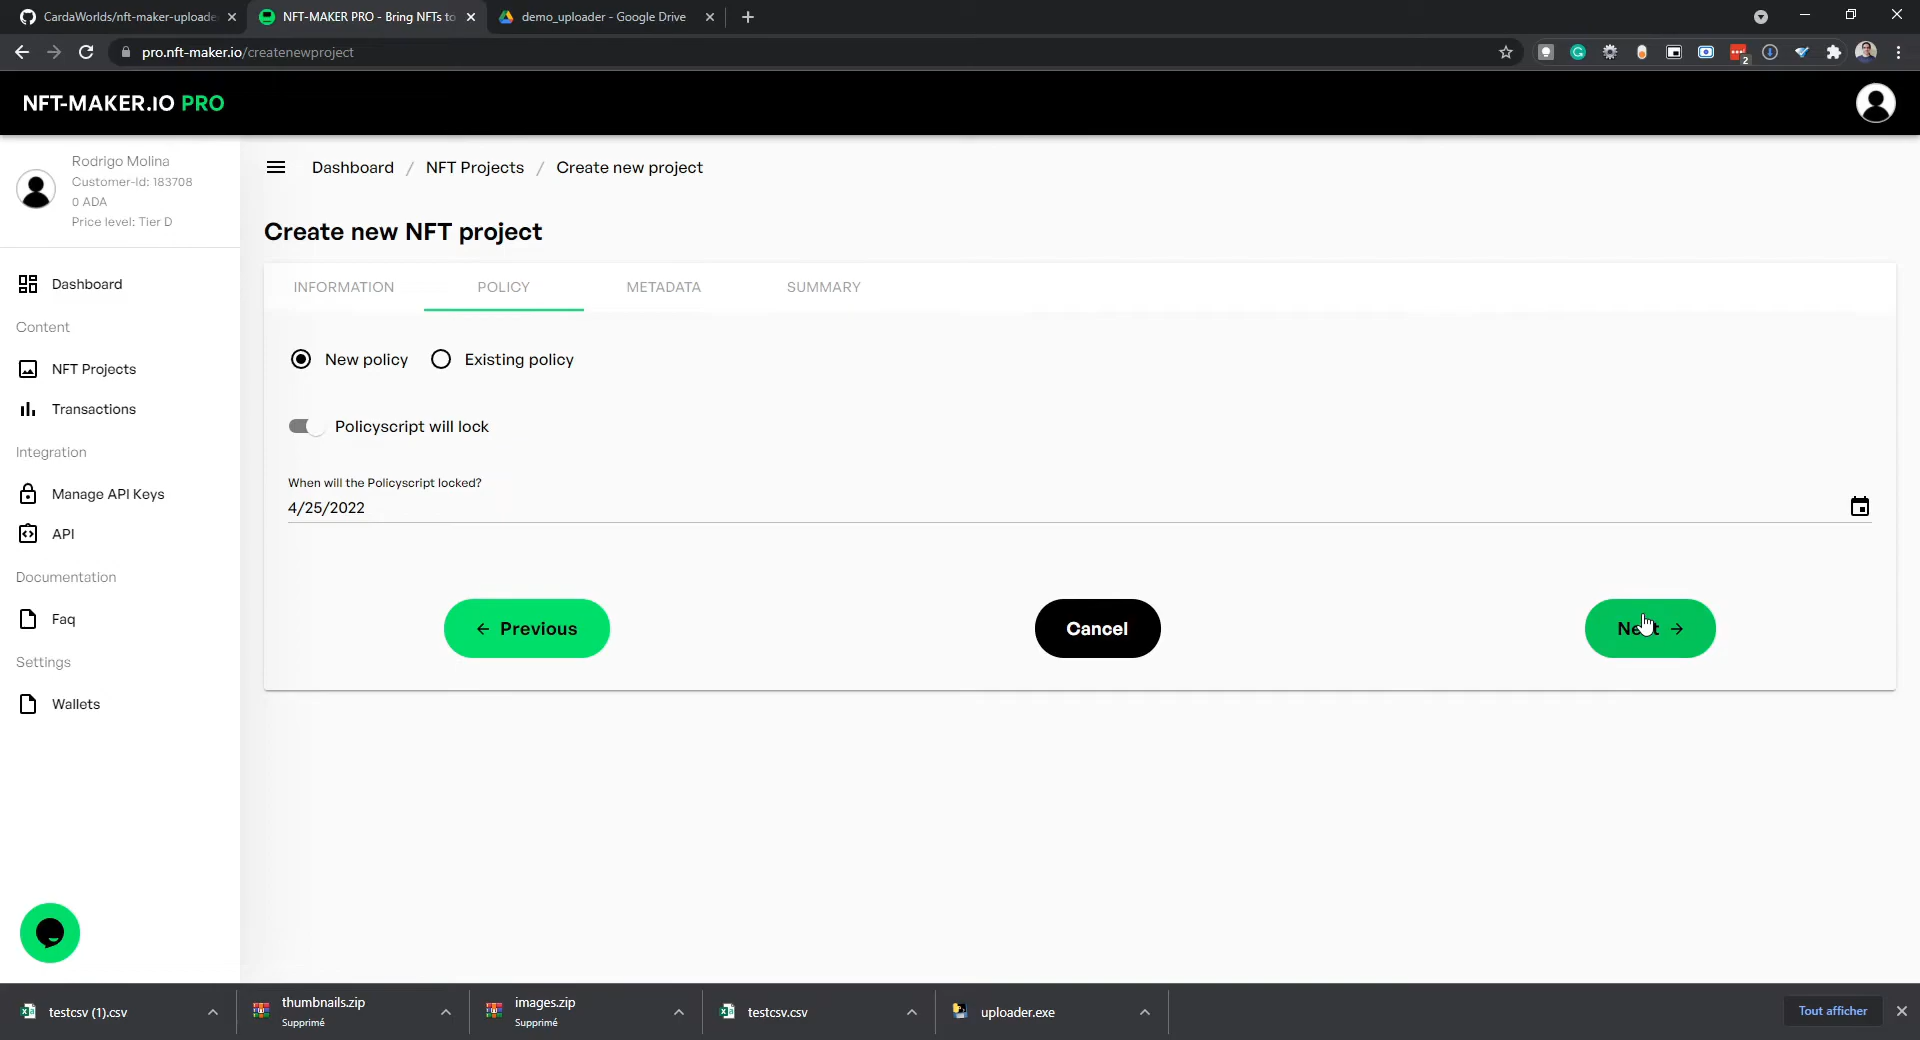 CardaWorlds/nft-maker-uploade
NFT-MAKER PRO - Bring NFTs to
demo_uploader - Google Drive
pro.nft-maker.io/createnewproject
2
NFT-MAKER.IO PRO
Rodrigo Molina
Customer-Id: 183708
0 ADA
Price level: Tier D
Dashboard / NFT Projects / Create new project
Create new NFT project
Dashboard
Content
NFT Projects
Transactions
Integration
Manage API Keys
API
Documentation
Faq
Settings
Wallets
INFORMATION
POLICY
METADATA
SUMMARY
New policy
Existing policy
Policyscript will lock
When will the Policyscript locked?
4/25/2022
← Previous
Cancel
Next →
testcsv (1).csv
thumbnails.zip
Supprimé
images.zip
Supprimé
testcsv.csv
uploader.exe
Tout afficher